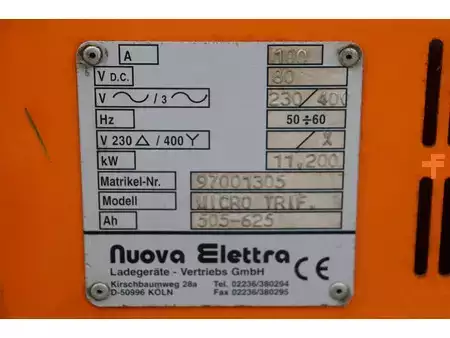 A 100
V D.C. 80
V / 3 230/400
Hz 50÷60
V 230 △ / 400 Y /
kW 11,200
Matrikel-Nr. 97001305
Modell MICRO TRIF.
Ah 505-625
Nuova Elettra
Ladegeräte - Vertriebs GmbH
Kirschbaumweg 28a Tel. 02236/380294
D-50996 KÖLN Fax 02236/380295
CE
F